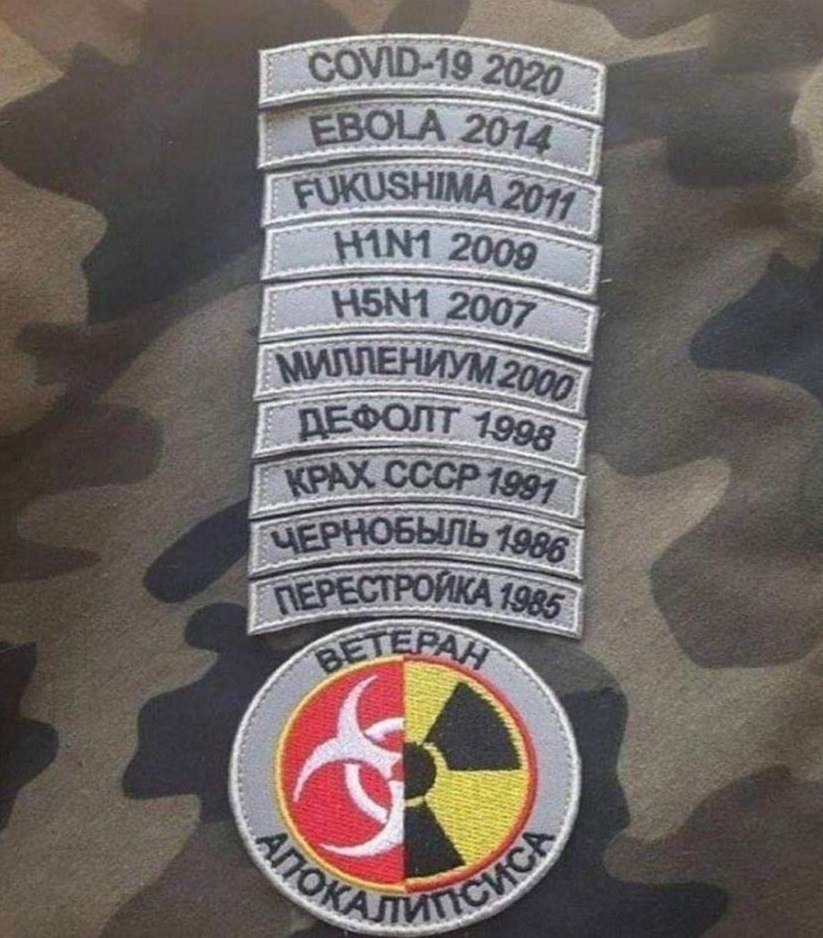 COVID-19 2020
EBOLA 2014
FUKUSHIMA 2011
H1N1 2009
H5N1 2007
МИЛЛЕНИУМ 2000
ДЕФОЛТ 1998
КРАХ СССР 1991
ЧЕРНОБЫЛЬ 1986
ПЕРЕСТРОЙКА 1985
ВЕТЕРАН
АПОКАЛИПСИСА